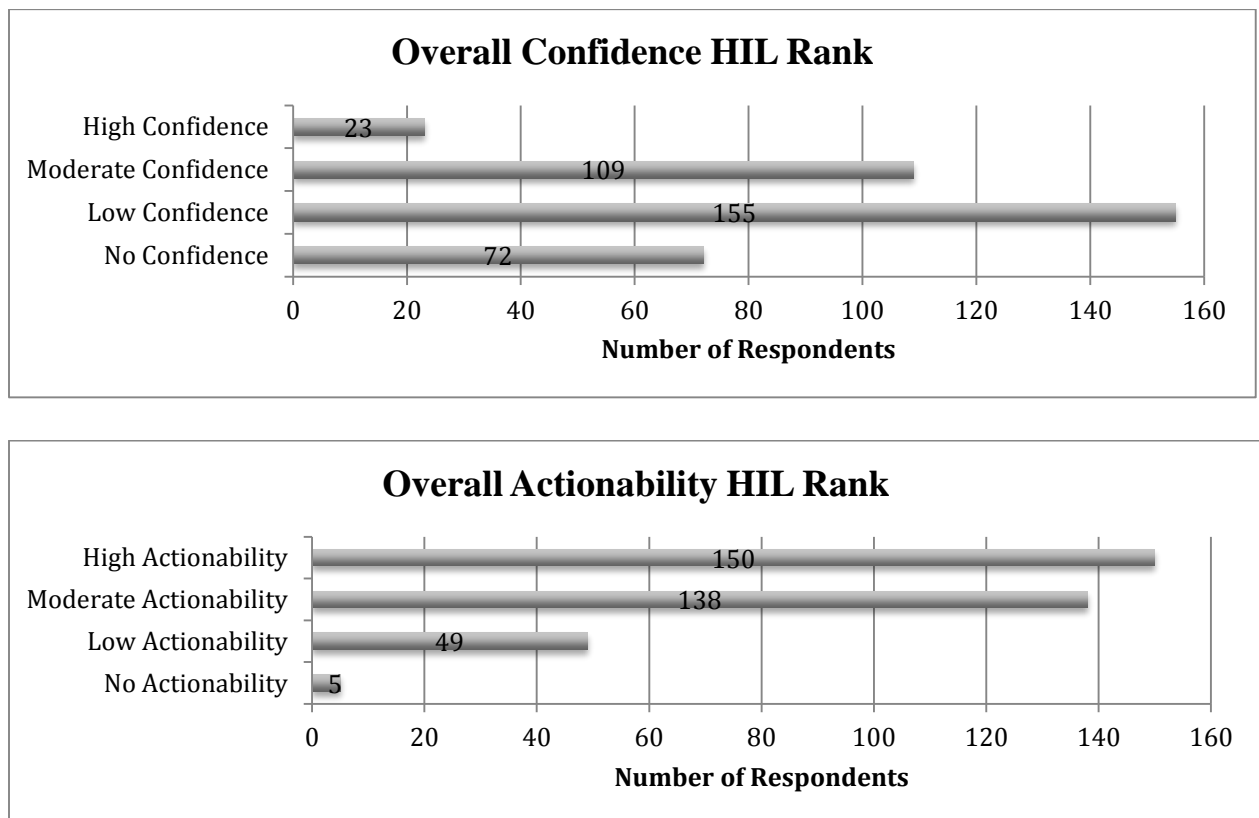 Overall Confidence HIL Rank
High Confidence 23
Moderate Confidence 109
Low Confidence 155
No Confidence 72
0 20 40 60 80 100 120 140 160
Number of Respondents
Overall Actionability HIL Rank
High Actionability 150
Moderate Actionability 138
Low Actionability 49
No Actionability 5
0 20 40 60 80 100 120 140 160
Number of Respondents